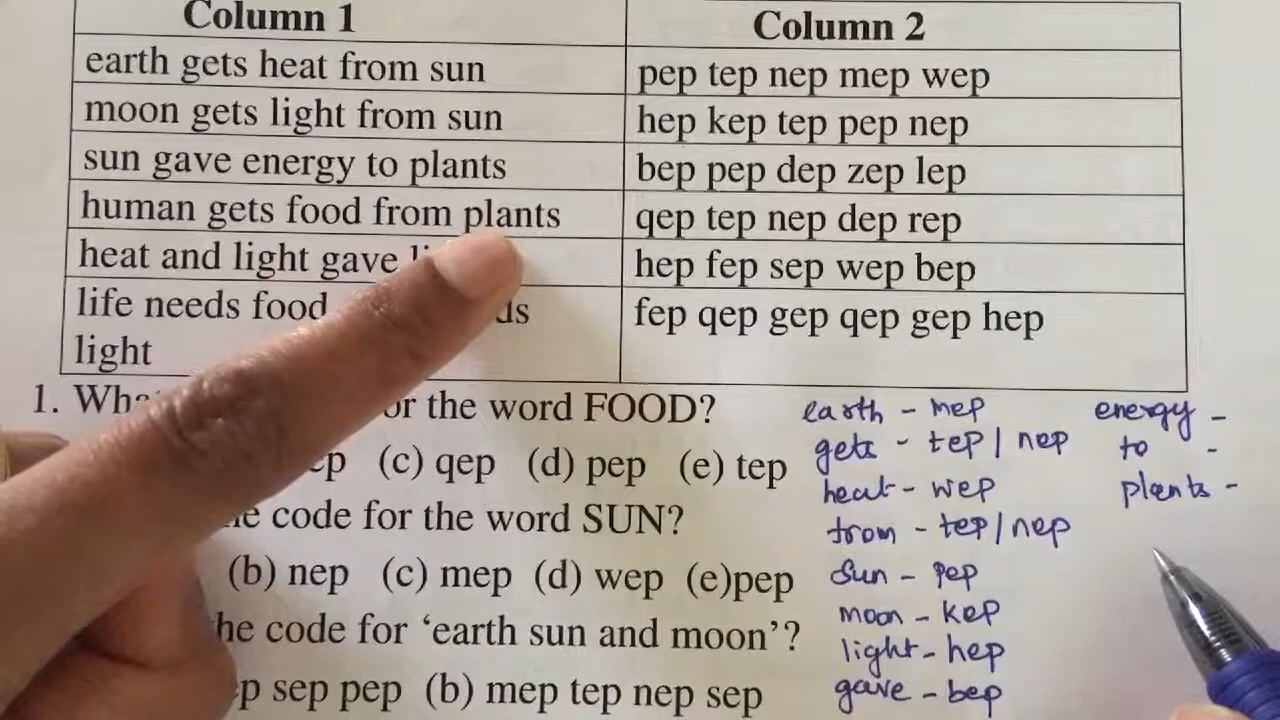 Column 1 Column 2
earth gets heat from sun pep tep nep mep wep
moon gets light from sun hep kep tep pep nep
sun gave energy to plants bep pep dep zep lep
human gets food from plants qep tep nep dep rep
heat and light gave hep fep sep wep bep
life needs food fep qep gep qep gep hep
light
1. or the word FOOD?
(c) qep (d) pep (e) tep
code for the word SUN?
(b) nep (c) mep (d) wep (e)pep
the code for ‘earth sun and moon’?
sep pep (b) mep tep nep sep
earth - mep
gets - tep / nep
heat - wep
from - tep/nep
Sun - pep
moon - kep
light - hep
gave - bep
energy -
to -
plants -